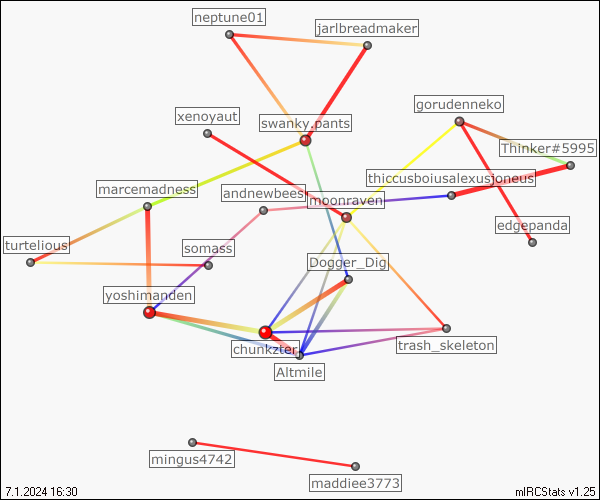 neptune01
jarlbreadmaker
gorudenneko
xenoyaut
swanky.pants
Thinker#5995
thiccusboiusalexusjoneus
marcemadness
andnewbees
moonraven
edgepanda
turtelious
somass
Dogger_Dig
yoshimanden
chunkzter
trash_skeleton
Altmile
mingus4742
maddiee3773
7.1.2024 16:30
mIRCStats v1.25